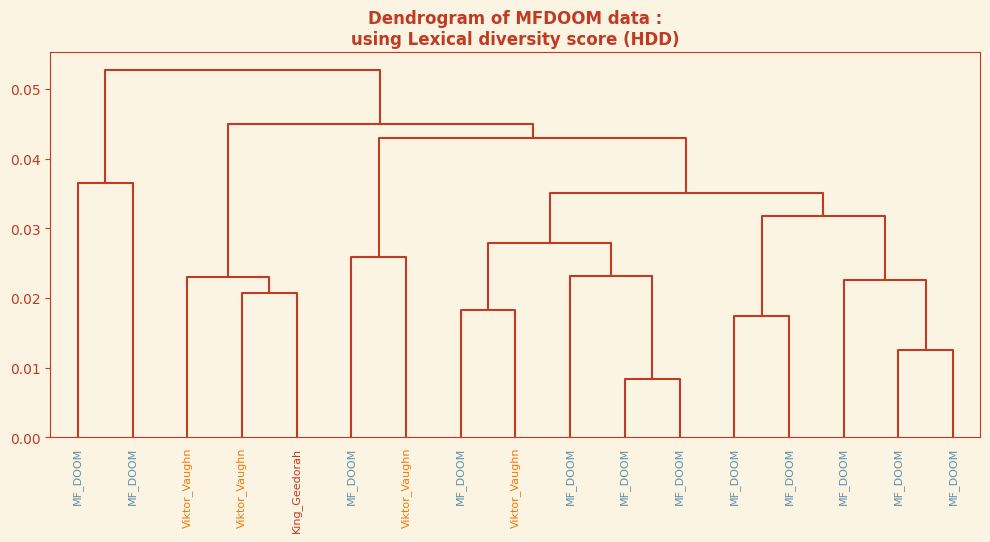 Dendrogram of MFDOOM data :
using Lexical diversity score (HDD)
0.05
0.04
0.03
0.02
0.01
0.00
MF_DOOM
MF_DOOM
Viktor_Vaughn
Viktor_Vaughn
King_Geedorah
MF_DOOM
Viktor_Vaughn
MF_DOOM
Viktor_Vaughn
MF_DOOM
MF_DOOM
MF_DOOM
MF_DOOM
MF_DOOM
MF_DOOM
MF_DOOM
MF_DOOM